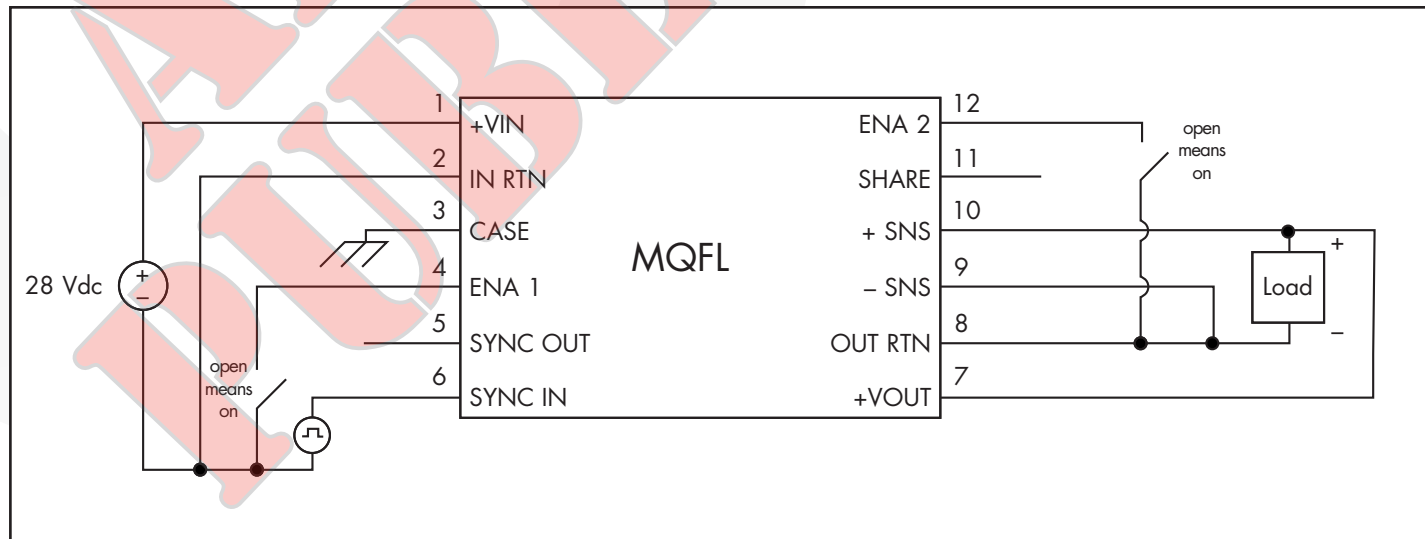 1
+VIN
2
IN RTN
3
CASE
4
ENA 1
5
SYNC OUT
6
SYNC IN
28 Vdc
+
−
open
means
on
MQFL
12
ENA 2
11
SHARE
10
+ SNS
9
− SNS
8
OUT RTN
7
+VOUT
open
means
on
+
Load
−